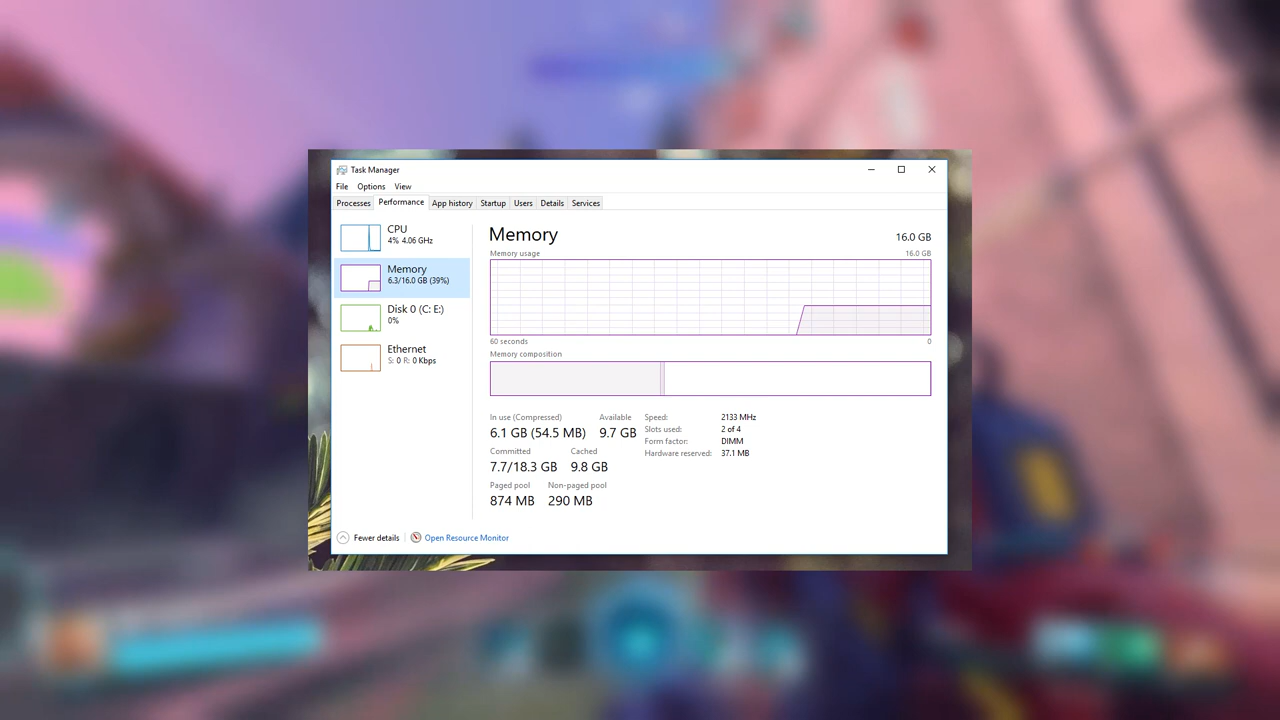 Task Manager
File Options View
Processes Performance App history Startup Users Details Services
CPU
4% 4.06 GHz
Memory
6.3/16.0 GB (39%)
Disk 0 (C: E:)
0%
Ethernet
S: 0 R: 0 Kbps
Memory 16.0 GB
Memory usage 16.0 GB
60 seconds 0
Memory composition
In use (Compressed) Available
6.1 GB (54.5 MB) 9.7 GB
Committed Cached
7.7/18.3 GB 9.8 GB
Paged pool Non-paged pool
874 MB 290 MB
Speed: 2133 MHz
Slots used: 2 of 4
Form factor: DIMM
Hardware reserved: 37.1 MB
Fewer details Open Resource Monitor